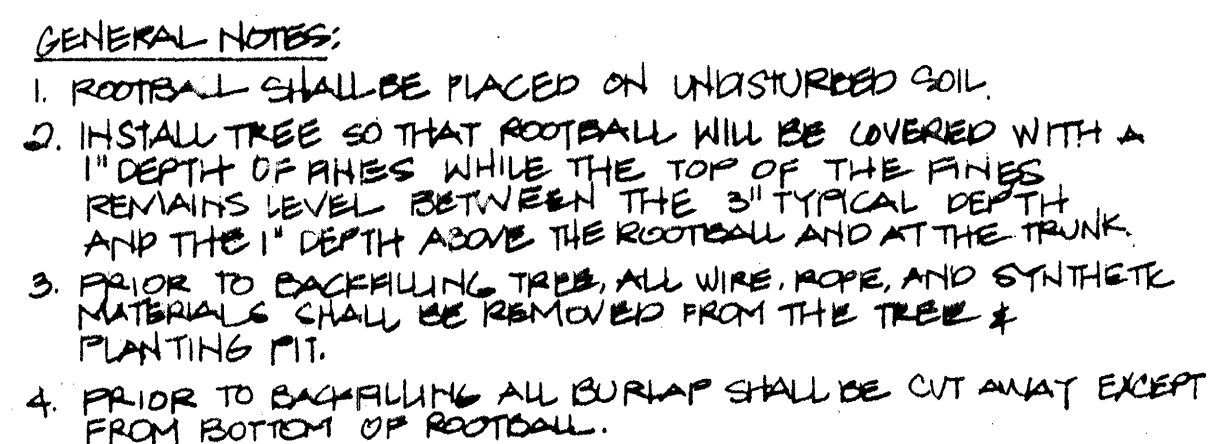 GENERAL NOTES:
1. ROOTBALL SHALL BE PLACED ON UNDISTURBED SOIL.
2. INSTALL TREE SO THAT ROOTBALL WILL BE COVERED WITH A
1" DEPTH OF FINES WHILE THE TOP OF THE FINES
REMAINS LEVEL BETWEEN THE 3" TYPICAL DEPTH
AND THE 1" DEPTH ABOVE THE ROOTBALL AND AT THE TRUNK.
3. PRIOR TO BACKFILLING TREE, ALL WIRE, ROPE, AND SYNTHETIC
MATERIALS SHALL BE REMOVED FROM THE TREE &
PLANTING PIT.
4. PRIOR TO BACKFILLING ALL BURLAP SHALL BE CUT AWAY EXCEPT
FROM BOTTOM OF ROOTBALL.